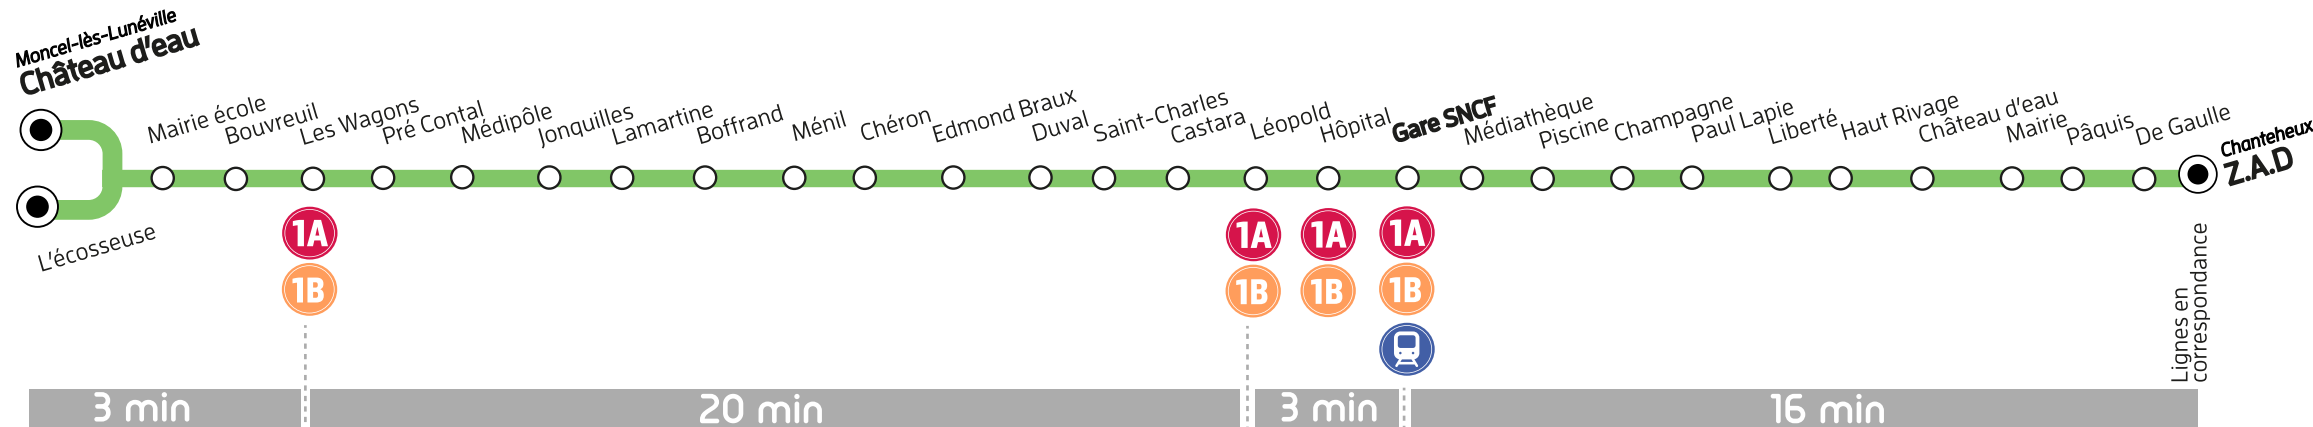 Moncel-lès-Lunéville
Château d'eau
L'écosseuse
Mairie école
Bouvreuil
Les Wagons
Pré Contal
Médipôle
Jonquilles
Lamartine
Boffrand
Ménil
Chéron
Edmond Braux
Duval
Saint-Charles
Castara
Léopold
Hôpital
Gare SNCF
Médiathèque
Piscine
Champagne
Paul Lapie
Liberté
Haut Rivage
Château d'eau
Mairie
Pâquis
De Gaulle
Chanteheux
Z.A.D
1A
1B
1A
1B
1A
1B
1A
1B
Lignes en
correspondance
3 min
20 min
3 min
16 min